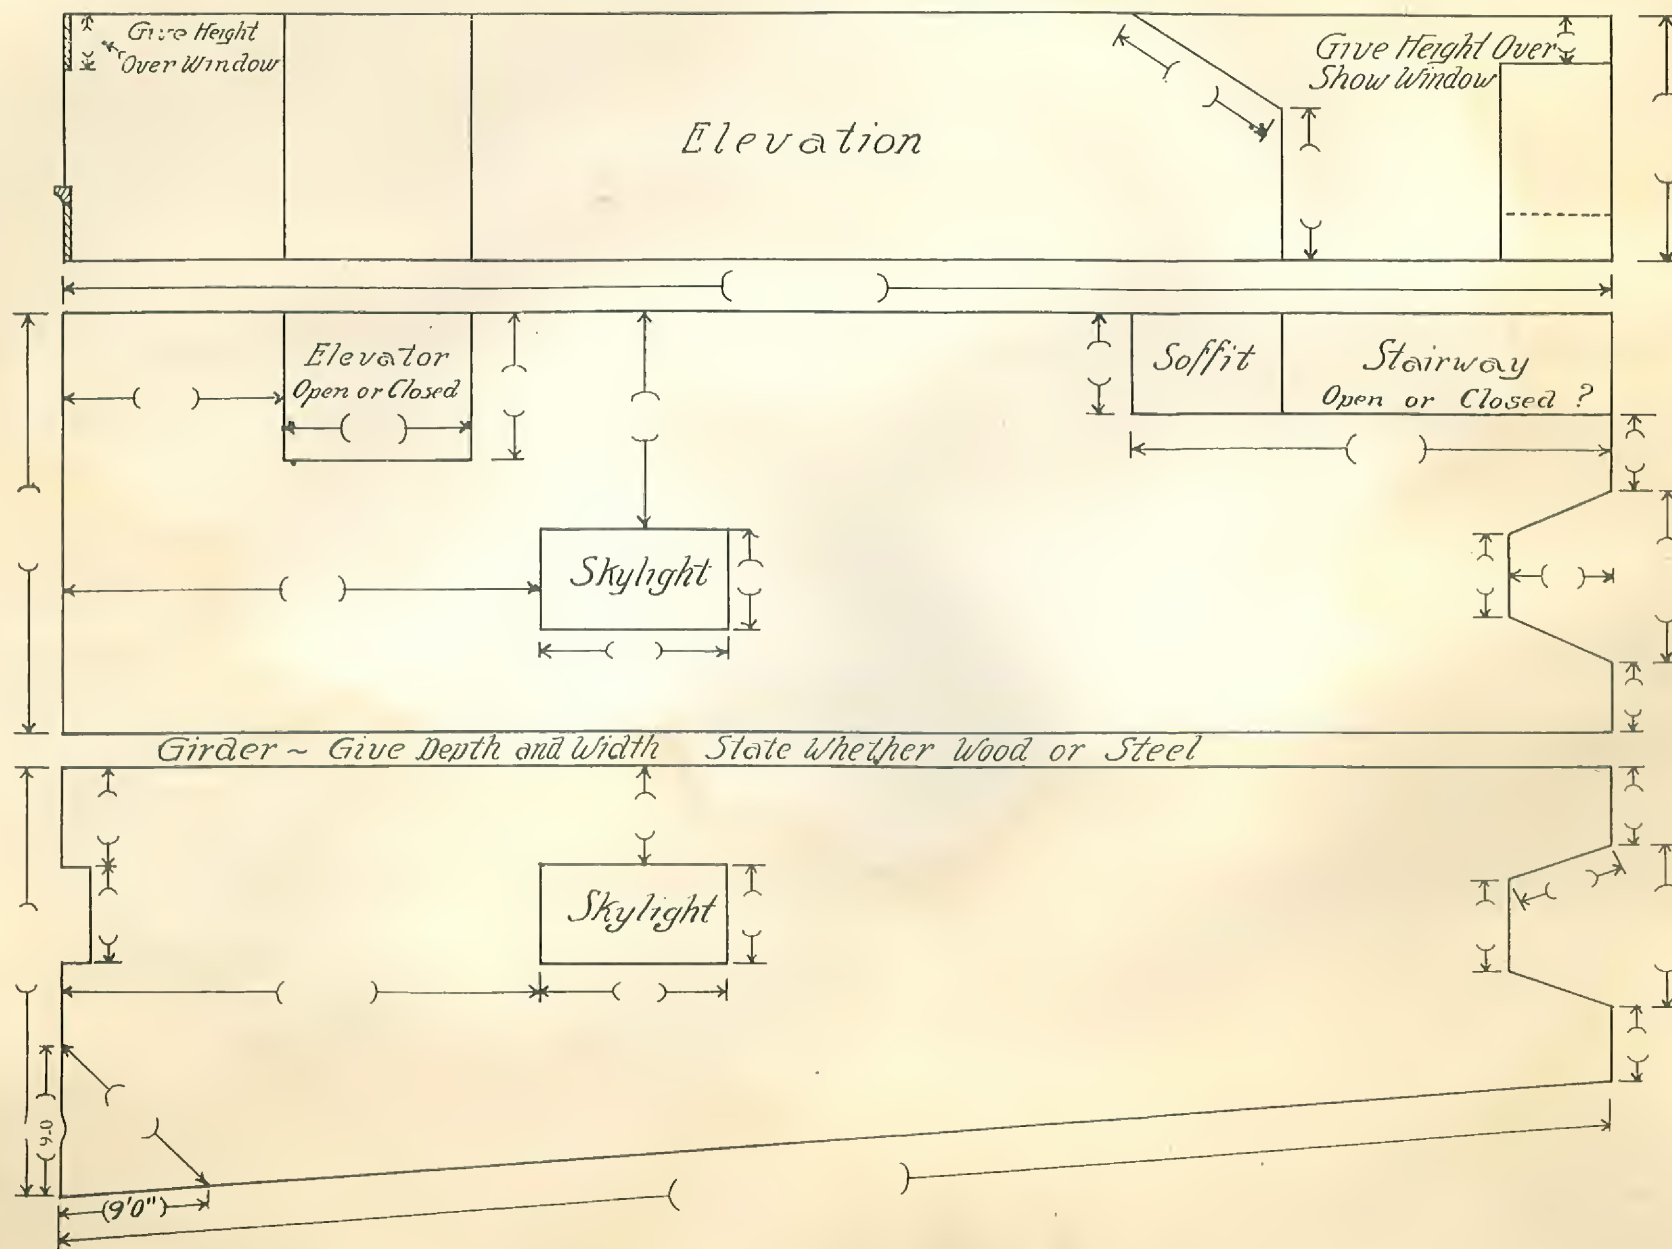 Give Height
Over Window
Elevation
Give Height Over
Show Window
Elevator
Open or Closed
Soffit
Stairway
Open or Closed ?
Skylight
Girder ~ Give Depth and Width State Whether Wood or Steel
Skylight
9-0
(9'0")